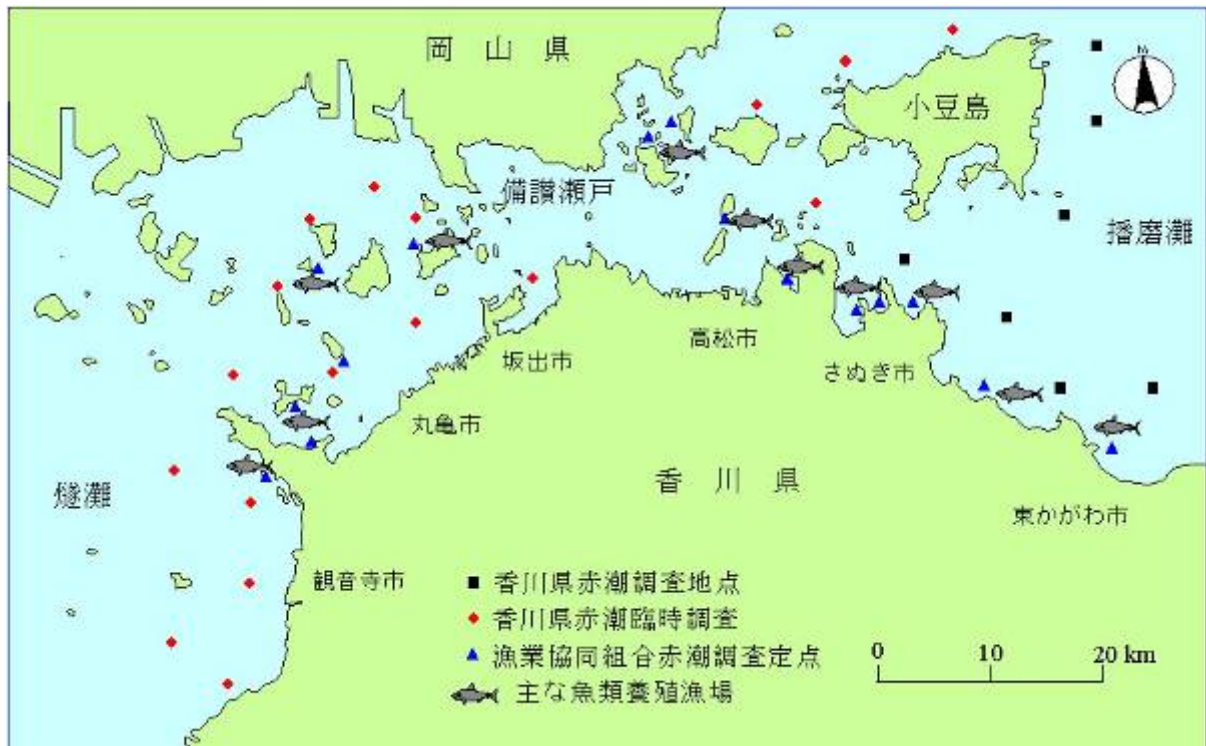 岡山県
小豆島
N
備讃瀬戸
播磨灘
高松市
坂出市
さぬき市
丸亀市
香川県
燧灘
東かがわ市
観音寺市
香川県赤潮調査地点
香川県赤潮臨時調査
漁業協同組合赤潮調査定点
主な魚類養殖漁場
0 10 20 km